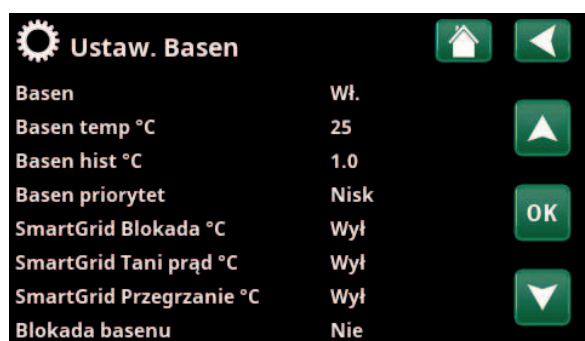 Ustaw. Basen
Basen Wł.
Basen temp °C 25
Basen hist °C 1.0
Basen priorytet Nisk
OK
SmartGrid Blokada °C Wył
SmartGrid Tani prąd °C Wył
SmartGrid Przegrzanie °C Wył
Blokada basenu Nie